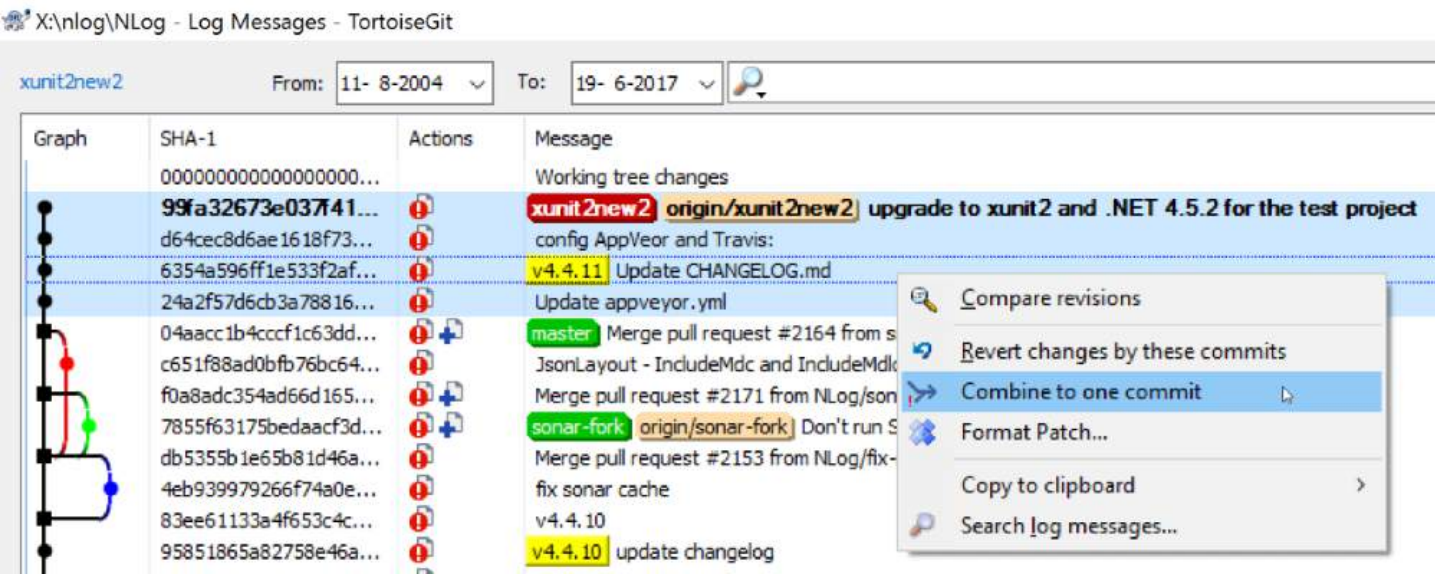 X:\nlog\NLog - Log Messages - TortoiseGit
xunit2new2 From: 11- 8-2004 To: 19- 6-2017
Graph SHA-1 Actions Message
000000000000000000... Working tree changes
99fa32673e037f41... xunit2new2 origin/xunit2new2 upgrade to xunit2 and .NET 4.5.2 for the test project
d64cec8d6ae1618f73... config AppVeor and Travis:
6354a596ff1e533f2af... v4.4.11 Update CHANGELOG.md
24a2f57d6cb3a78816... Update appveyor.yml
Compare revisions
04aacc1b4cccf1c63dd... master Merge pull request #2164 from s
Revert changes by these commits
c651f88ad0bfb76bc64... JsonLayout - IncludeMdc and IncludeMdlc
f0a8adc354ad66d165... Merge pull request #2171 from NLog/son
Combine to one commit
7855f63175bedaacf3d... sonar-fork origin/sonar-fork Don't run S
Format Patch...
db5355b1e65b81d46a... Merge pull request #2153 from NLog/fix-
4eb939979266f74a0e... fix sonar cache
Copy to clipboard
83ee61133a4f653c4c... v4.4.10
Search log messages...
95851865a82758e46a... v4.4.10 update changelog